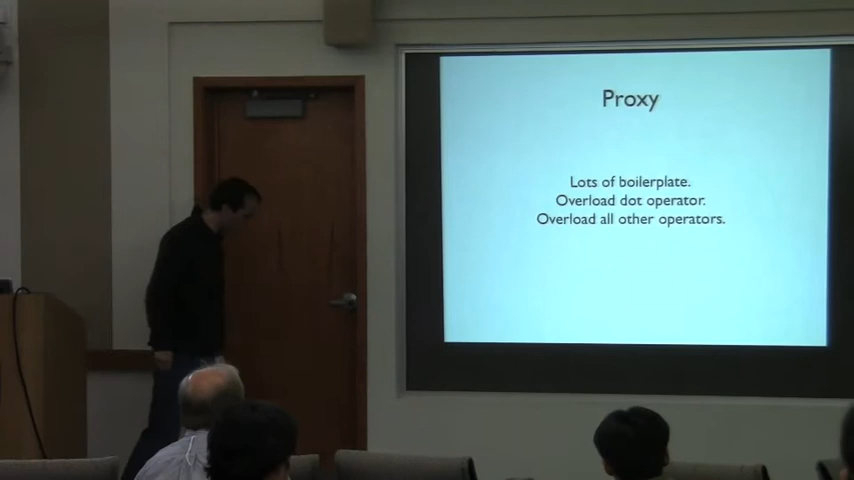 Proxy
Lots of boilerplate.
Overload dot operator.
Overload all other operators.